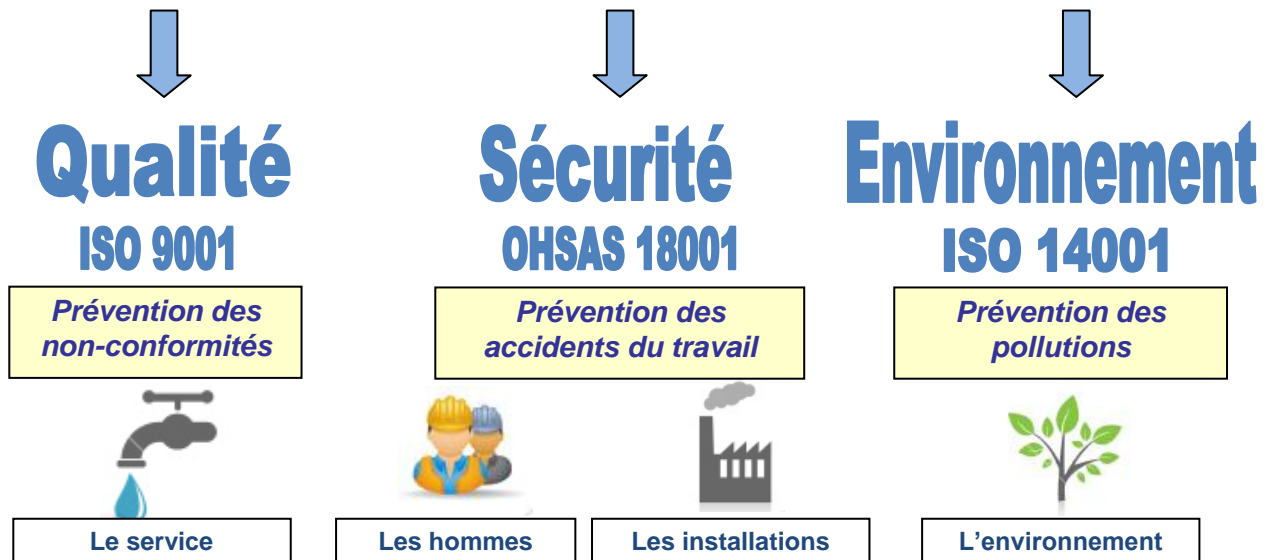 Qualité
ISO 9001
Prévention des
non-conformités
Le service
Sécurité
OHSAS 18001
Prévention des
accidents du travail
Les hommes
Les installations
Environnement
ISO 14001
Prévention des
pollutions
L'environnement